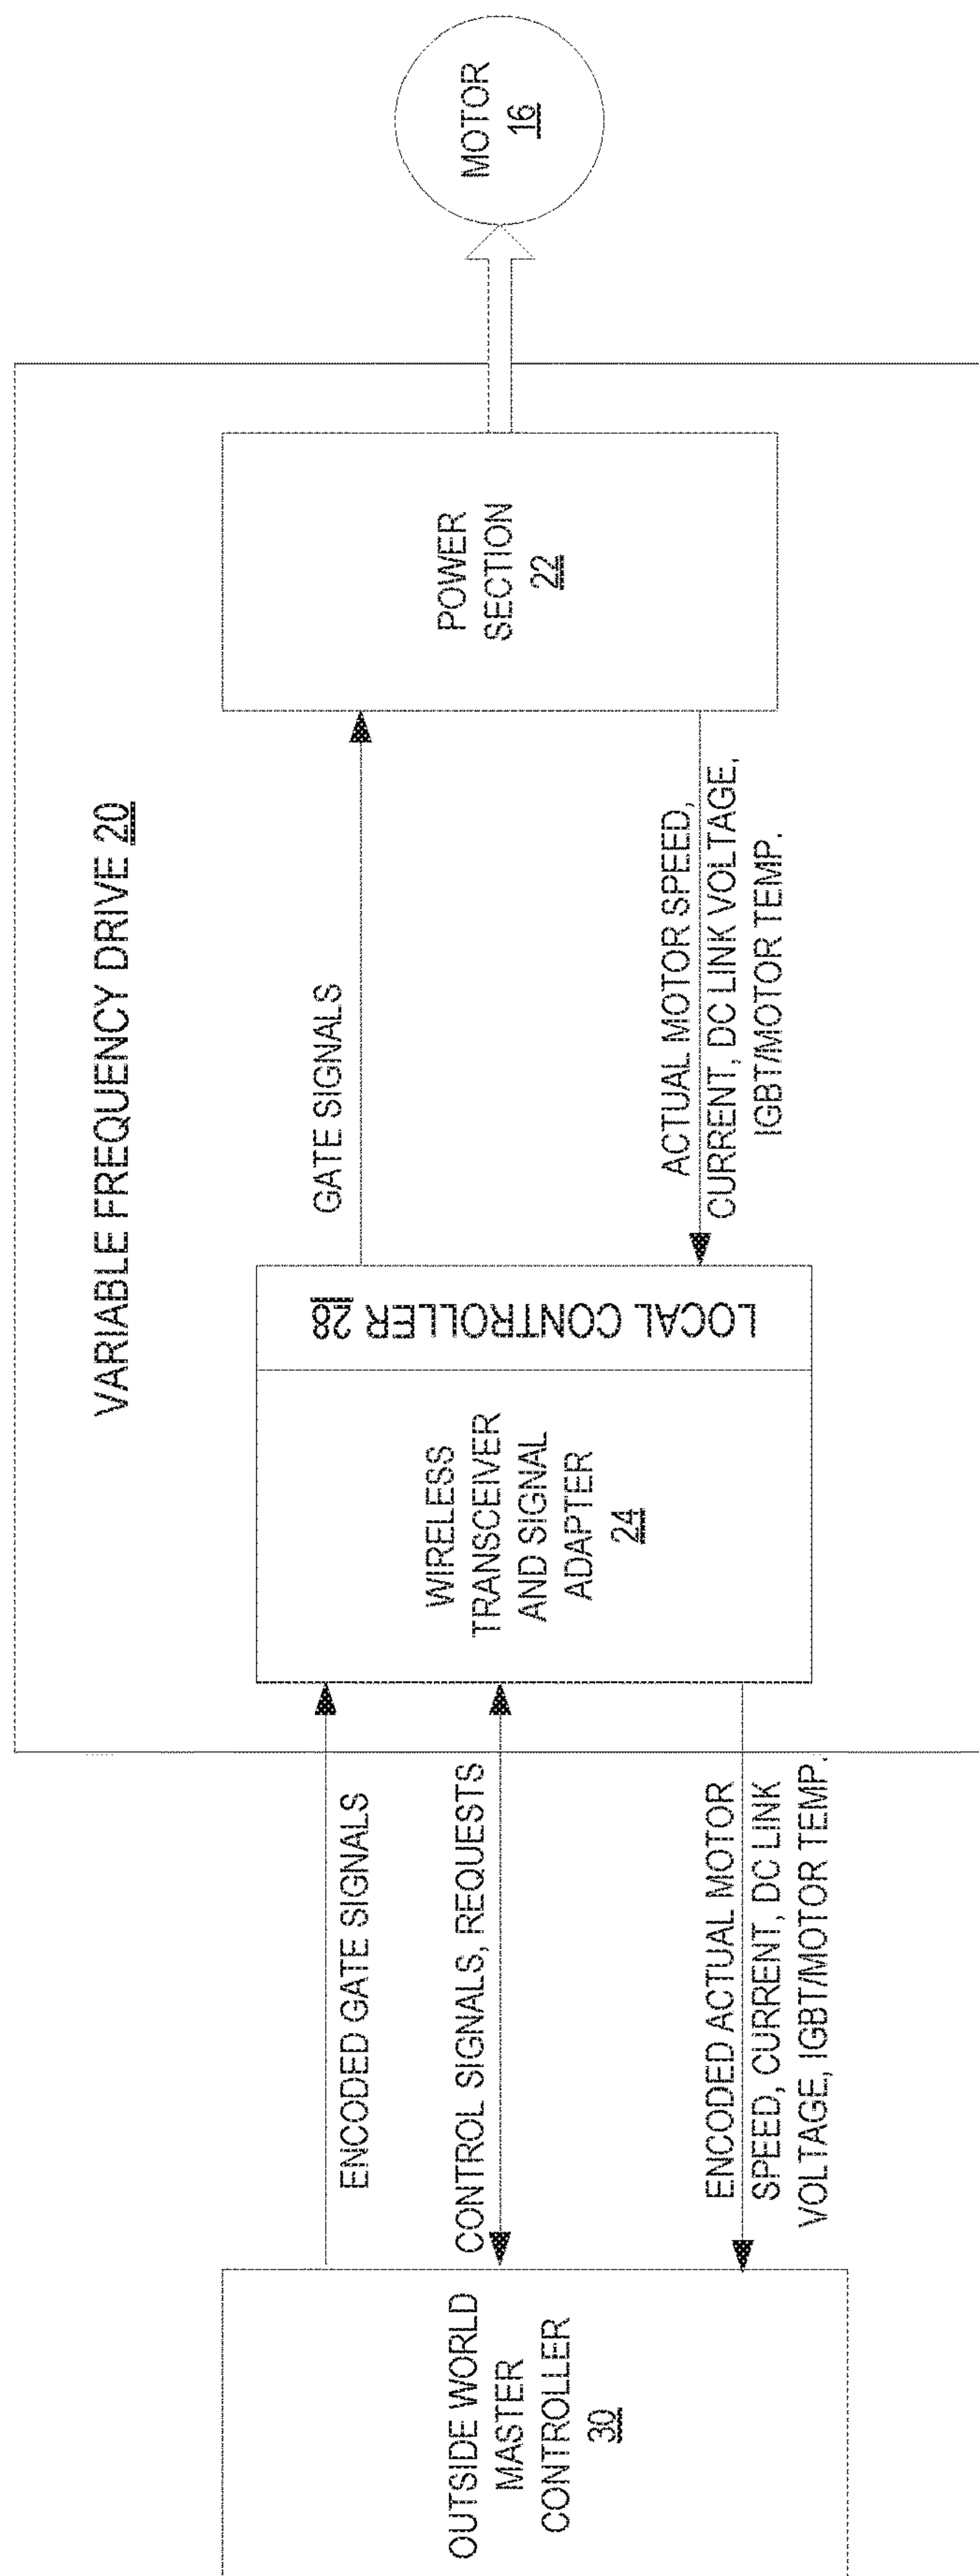 VARIABLE FREQUENCY DRIVE 20
OUTSIDE WORLD
MASTER
CONTROLLER
30
ENCODED GATE SIGNALS
CONTROL SIGNALS, REQUESTS
ENCODED ACTUAL MOTOR
SPEED, CURRENT, DC LINK
VOLTAGE, IGBT/MOTOR TEMP.
WIRELESS
TRANSCEIVER
AND SIGNAL
ADAPTER
24
LOCAL CONTROLLER 28
GATE SIGNALS
ACTUAL MOTOR SPEED,
CURRENT, DC LINK VOLTAGE,
IGBT/MOTOR TEMP.
POWER
SECTION
22
MOTOR
16